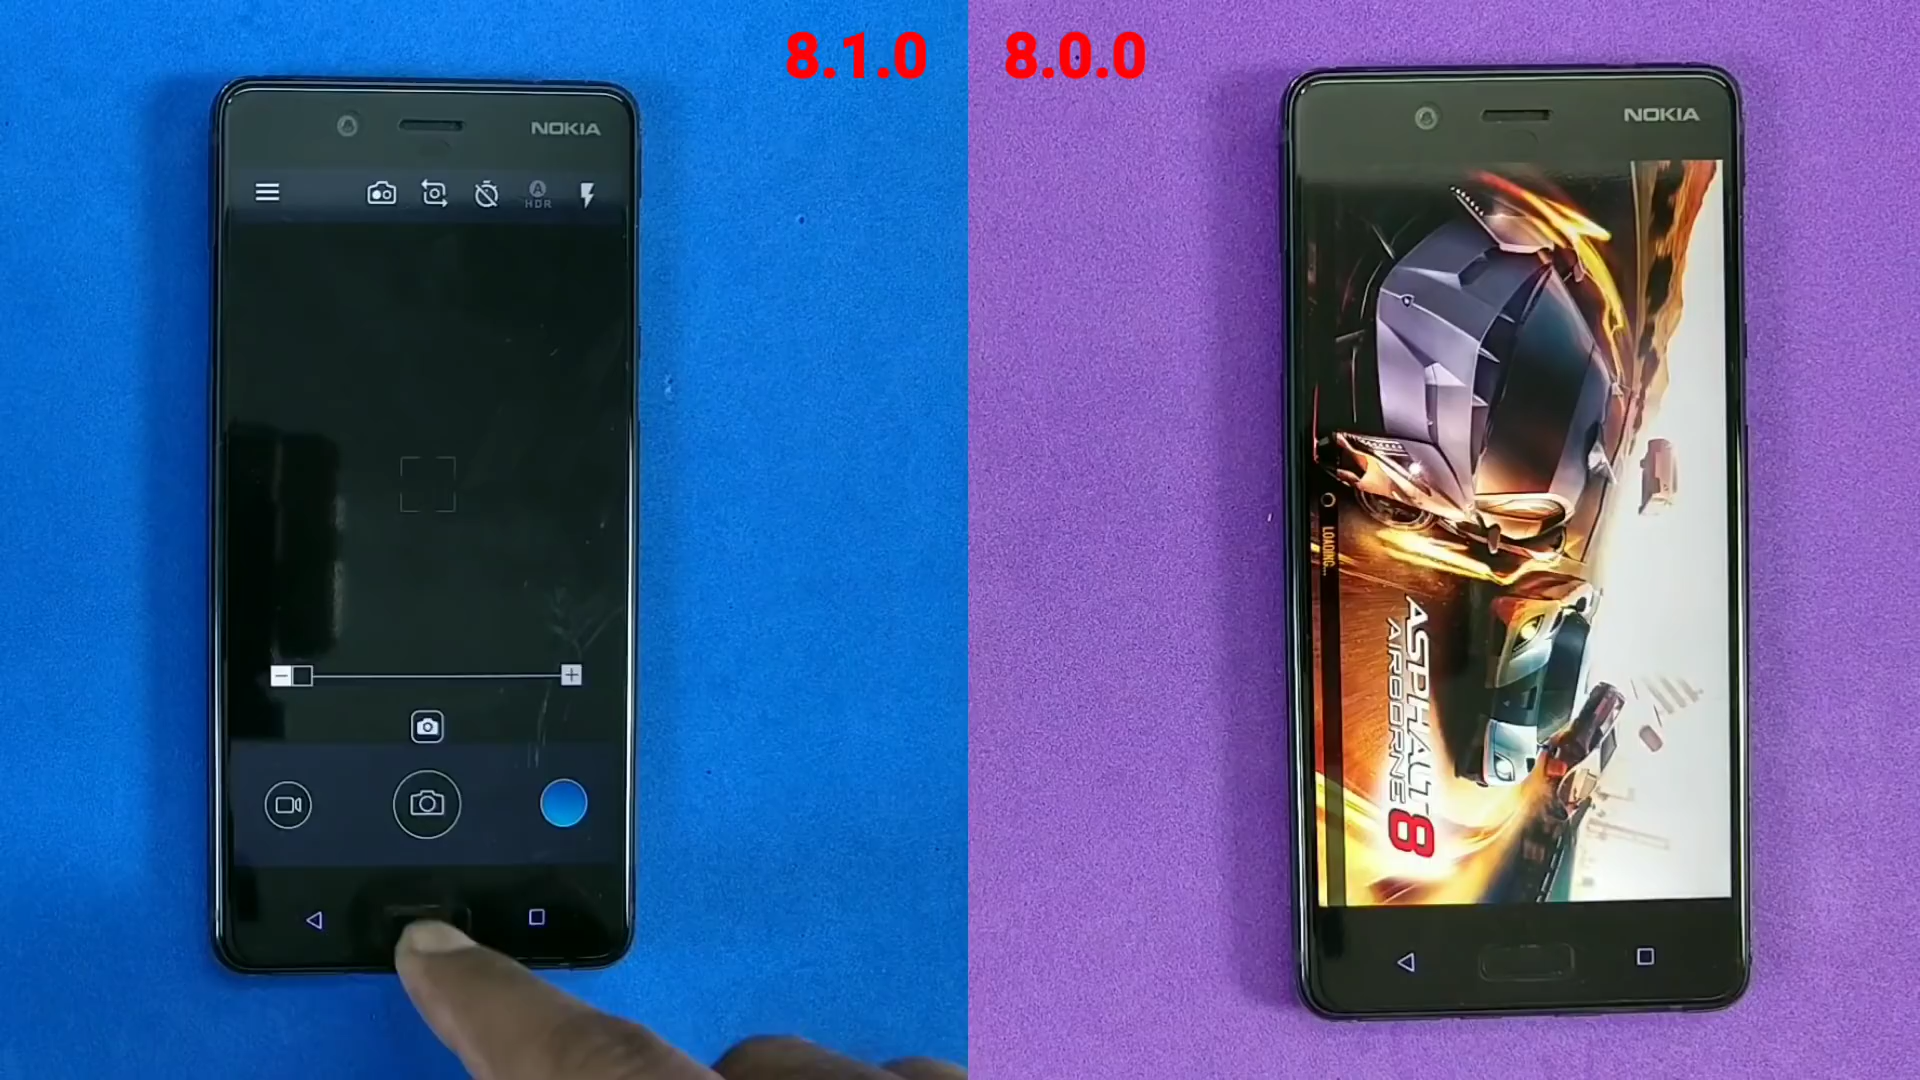 8.1.0
8.0.0
NOKIA
A
HDR
NOKIA
LOADING...
ASPHALT 8
AIRBORNE